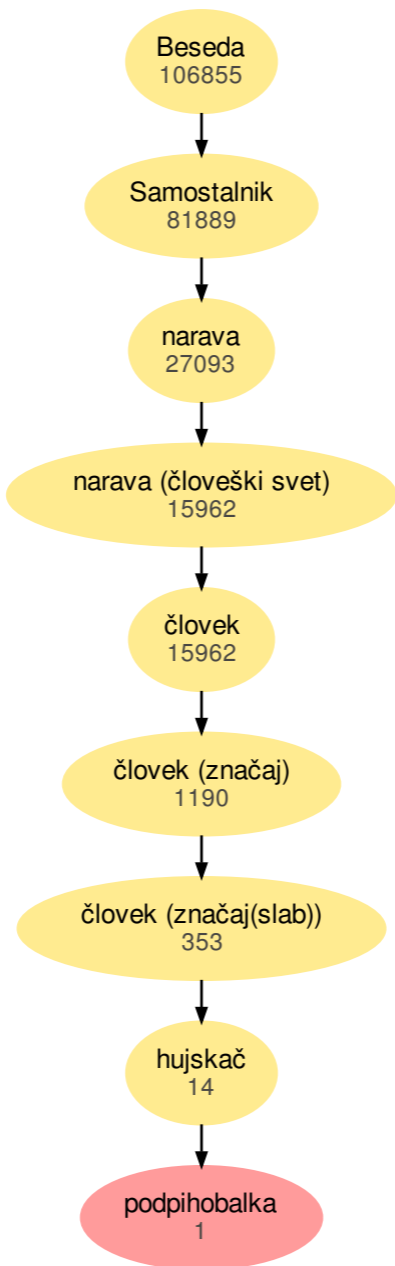 Beseda
106855
Samostalnik
81889
narava
27093
narava (človeški svet)
15962
človek
15962
človek (značaj)
1190
človek (značaj(slab))
353
hujskač
14
podpihobalka
1